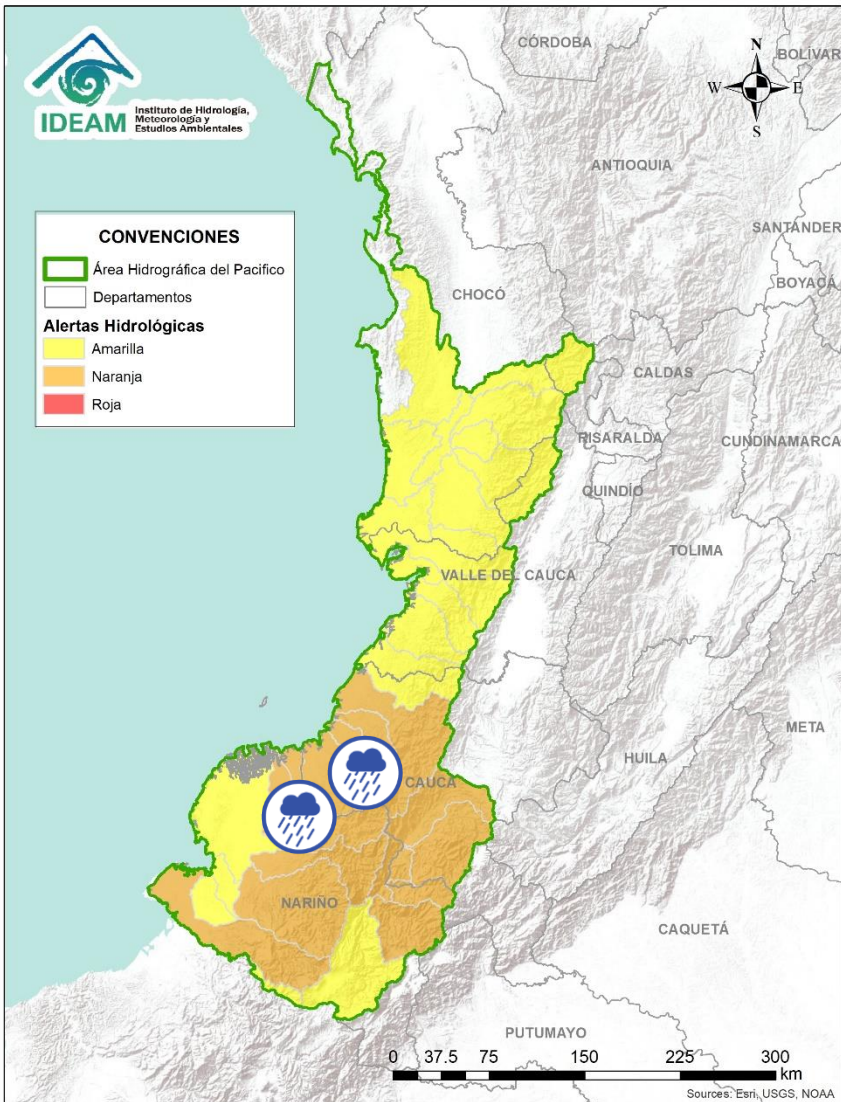 IDEAM
Instituto de Hidrología,
Meteorología y
Estudios Ambientales
CÓRDOBA
BOLÍVAR
N
W
E
S
ANTIOQUIA
SANTANDER
BOYACÁ
CONVENCIONES
Área Hidrográfica del Pacifico
Departamentos
Alertas Hidrológicas
Amarilla
Naranja
Roja
CHOCÓ
CALDAS
RISARALDA
CUNDINAMARCA
QUINDÍO
TOLIMA
VALLE DEL CAUCA
META
HUILA
CAUCA
NARIÑO
CAQUETÁ
PUTUMAYO
0 37.5 75 150 225 300
km
Sources: Esri, USGS, NOAA